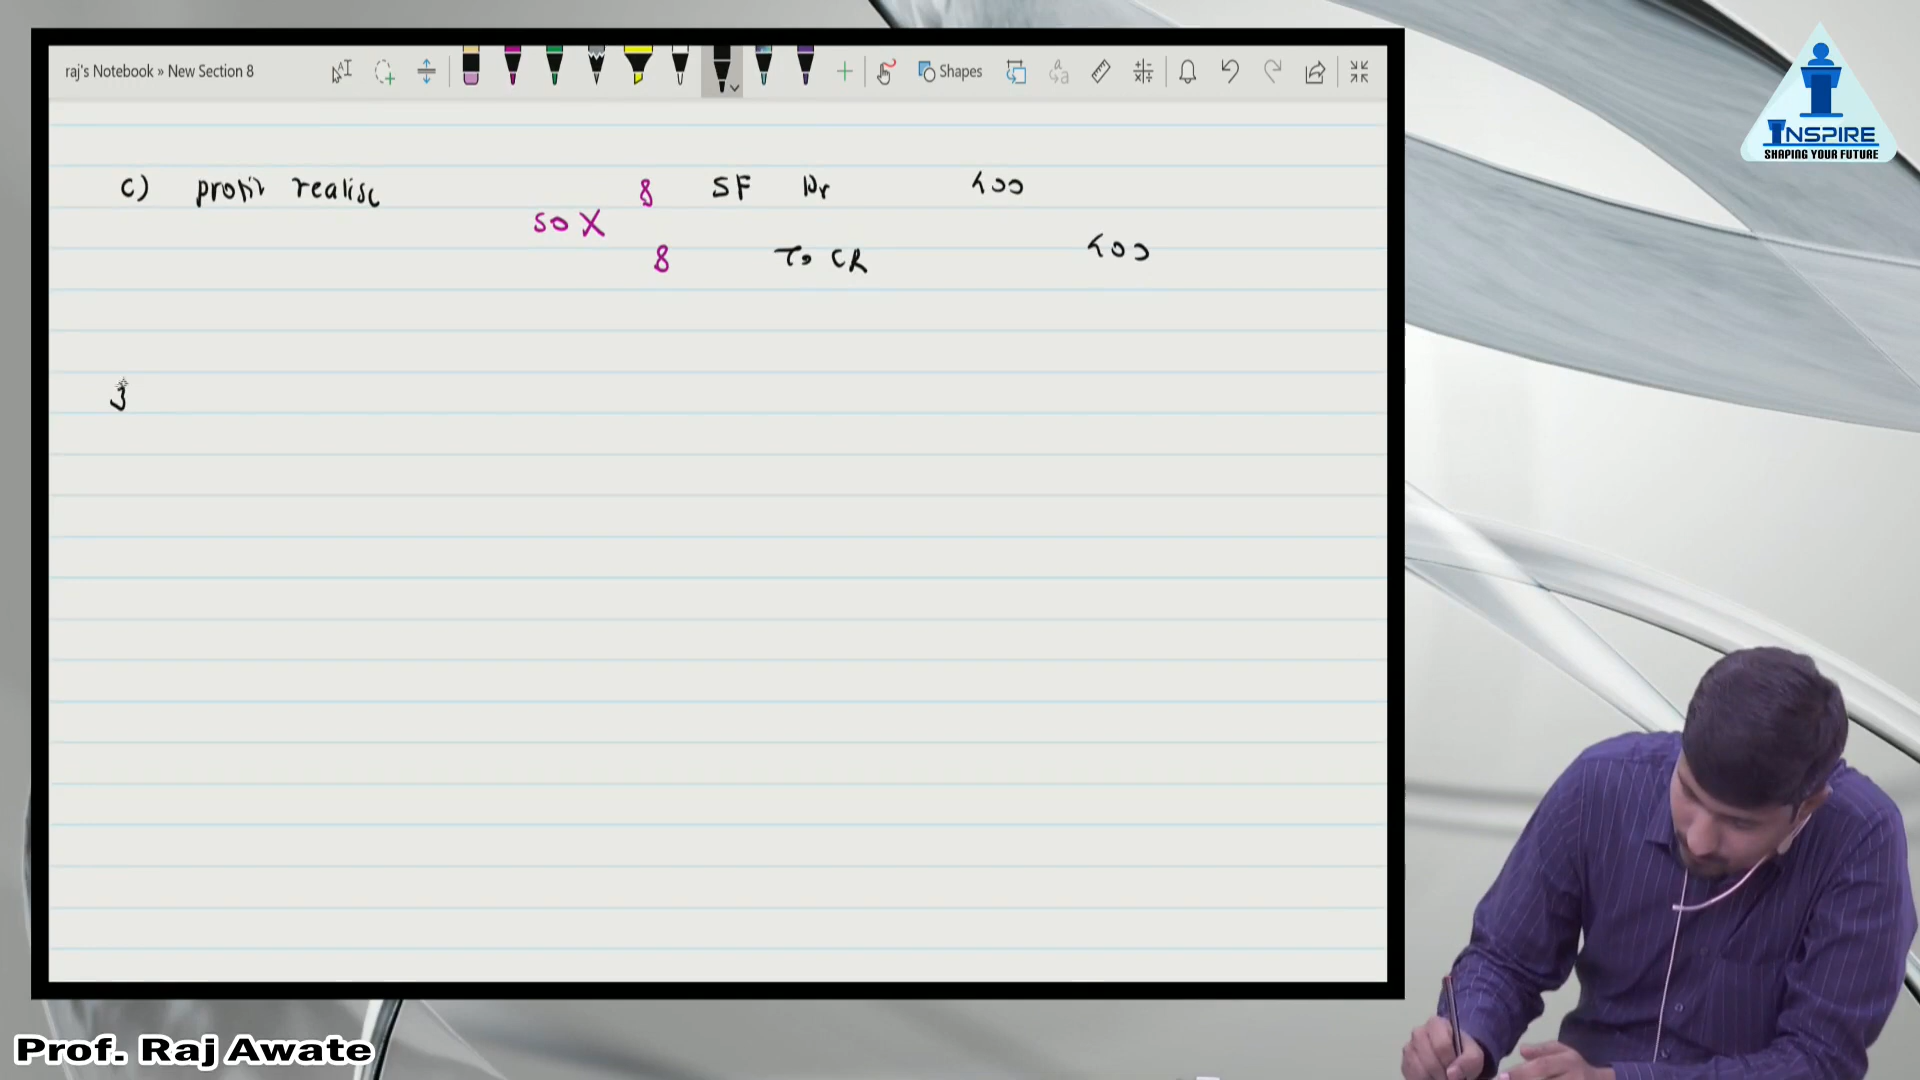 raj's Notebook » New Section 8
Shapes
INSPIRE
SHAPING YOUR FUTURE
c) profit realise 8 SF Dr 400
50 X
8 To CR 400
3
Prof. Raj Awate